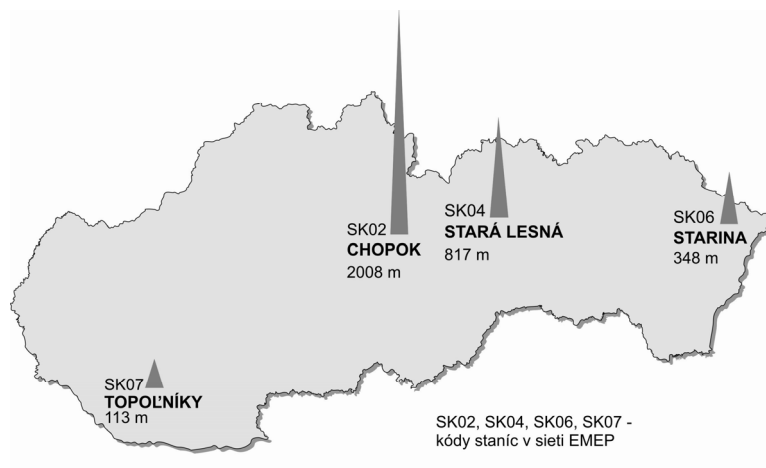 SK02
CHOPOK
2008 m
SK04
STARÁ LESNÁ
817 m
SK06
STARINA
348 m
SK07
TOPOĽNÍKY
113 m
SK02, SK04, SK06, SK07 -
kódy staníc v sieti EMEP